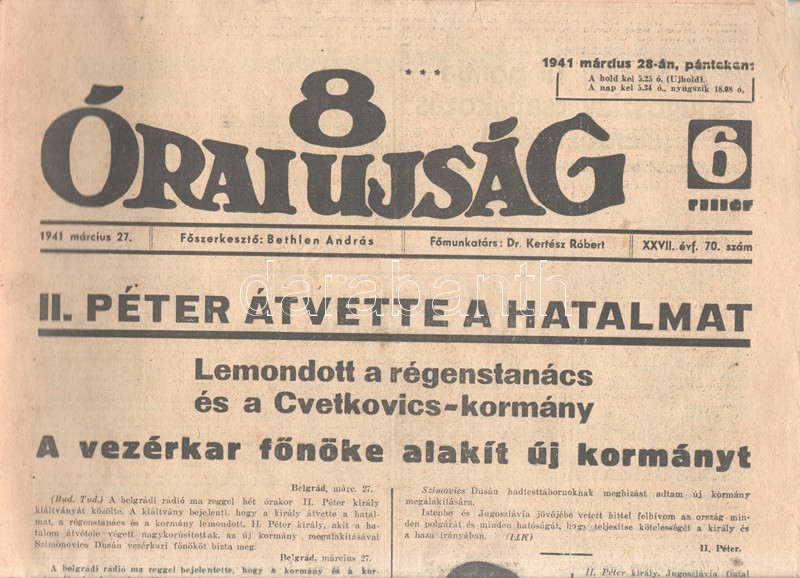 8 ***
ÓRAI UJSÁG
1941 március 28-án, pénteken:
A hold kel 5.25 ó. (Ujhold).
A nap kel 5.34 ó., nyugszik 18.08 ó.
6
fillér
1941 március 27.
Főszerkesztő: Bethlen András
Főmunkatárs: Dr. Kertész Róbert
XXVII. évf. 70. szám
darabanth
II. PÉTER ÁTVETTE A HATALMAT
Lemondott a régenstanács
és a Cvetkovics-kormány
A vezérkar főnöke alakít új kormányt
Belgrád, márc. 27.
(Bud. Tud.) A belgrádi rádió ma reggel hét órakor II. Péter király
kiáltványát közölte. A kiáltvány bejelenti, hogy a király átvette a hatal-
mat, a régenstanács és a kormány lemondott. II. Péter király, akit a ha-
talom átvétele végett nagykorúsítottak, az új kormány megalakításával
Szimonovics Dusán vezérkari főnököt bízta meg.
Belgrád, március 27.
A belgrádi rádió ma reggel bejelentette, hogy a kormány és a kor-
Szimovics Dusán hadtesttábornoknak megbízást adtam új kormány
megalakítására.
Istenbe és Jugoszlávia jövőjébe vetett hittel felhívom az ország min-
den polgárát és minden hatóságát, hogy teljesítse kötelességét a király és
a haza irányában. (MTI)
II. Péter.
II. Péter király, Jugoszlávia fiatal